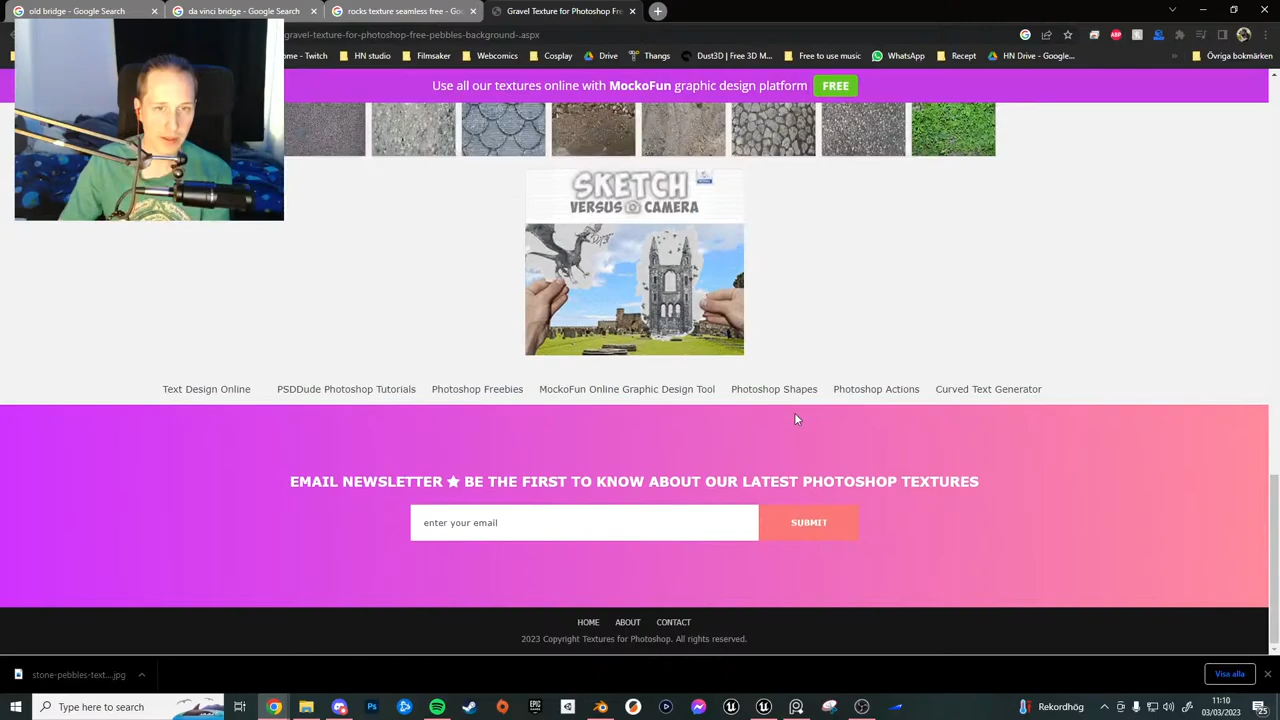 old bridge - Google Search
da vinci bridge - Google Search
rocks texture seamless free - Goo
Gravel Texture for Photoshop Fre
gravel-texture-for-photoshop-free-pebbles-background-.aspx
ome - Twitch
HN studio
Filmaker
Webcomics
Cosplay
Drive
Thangs
Dust3D | Free 3D M...
Free to use music
WhatsApp
Recept
HN Drive - Google...
Övriga bokmärken
Use all our textures online with MockoFun graphic design platform
FREE
SKETCH
VERSUS CAMERA
Text Design Online
PSDDude Photoshop Tutorials
Photoshop Freebies
MockoFun Online Graphic Design Tool
Photoshop Shapes
Photoshop Actions
Curved Text Generator
EMAIL NEWSLETTER ★ BE THE FIRST TO KNOW ABOUT OUR LATEST PHOTOSHOP TEXTURES
enter your email
SUBMIT
HOME
ABOUT
CONTACT
2023 Copyright Textures for Photoshop. All rights reserved.
stone-pebbles-text....jpg
Visa alla
Type here to search
Rekordhög
11:10
03/03/2023